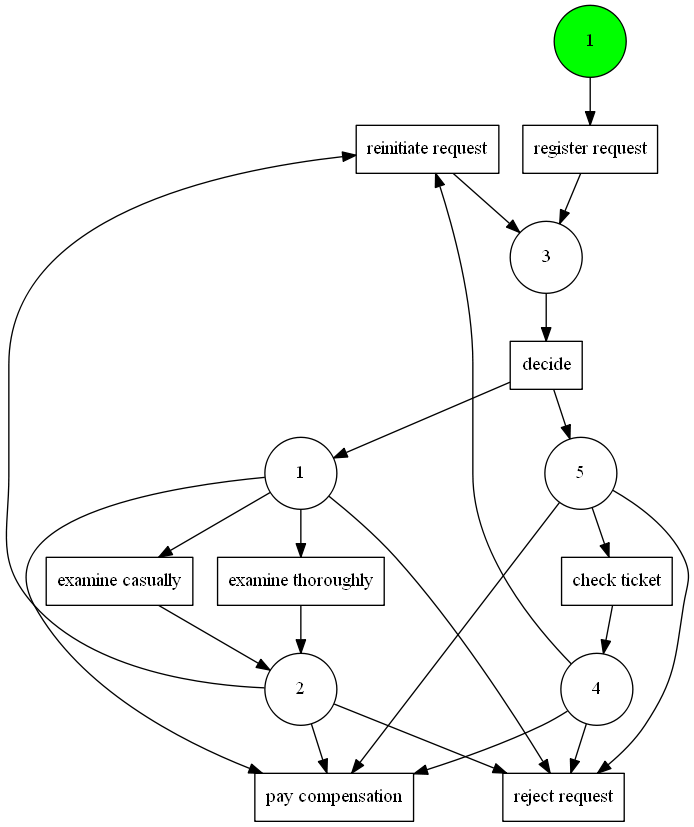 1
reinitiate request
register request
3
decide
1
5
examine casually
examine thoroughly
check ticket
2
4
pay compensation
reject request